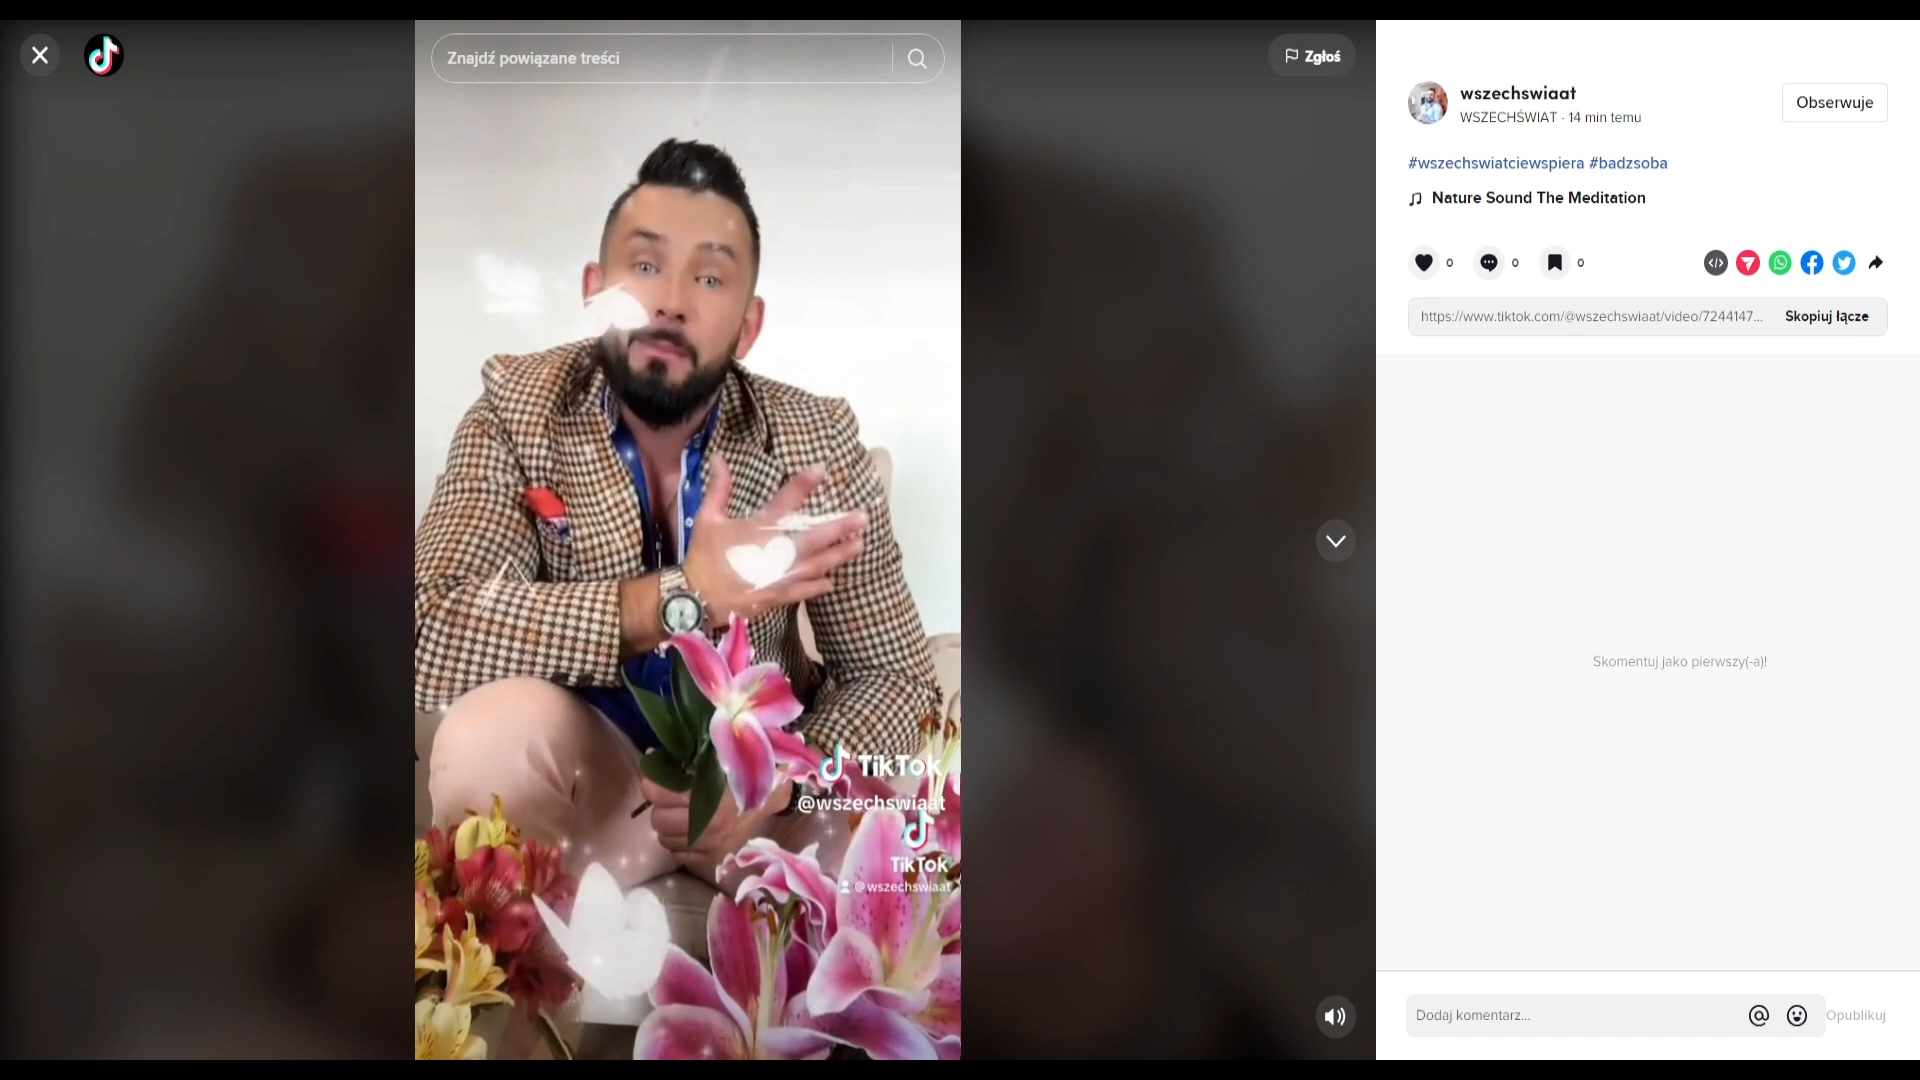 Znajdź powiązane treści
Zgłoś
TikTok
@wszechswiaat
TikTok
@wszechswiaat
wszechswiaat
WSZECHŚWIAT · 14 min temu
Obserwuje
#wszechswiatciewspiera #badzsoba
Nature Sound The Meditation
0
0
0
https://www.tiktok.com/@wszechswiaat/video/7244147...
Skopiuj łącze
Skomentuj jako pierwszy(-a)!
Dodaj komentarz...
Opublikuj